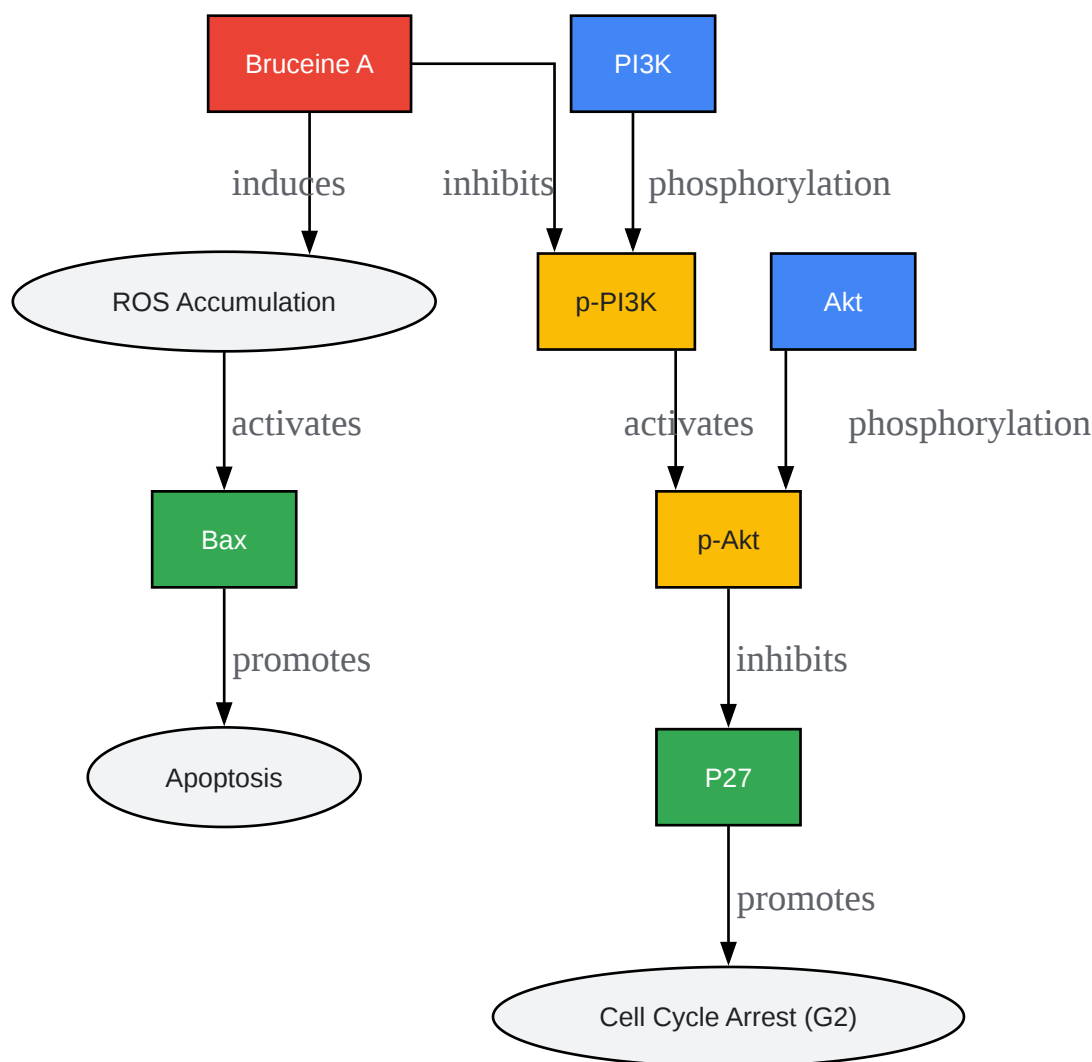 Bruceine A
PI3K
induces
inhibits
phosphorylation
ROS Accumulation
p-PI3K
Akt
activates
activates
phosphorylation
Bax
p-Akt
promotes
inhibits
Apoptosis
P27
promotes
Cell Cycle Arrest (G2)